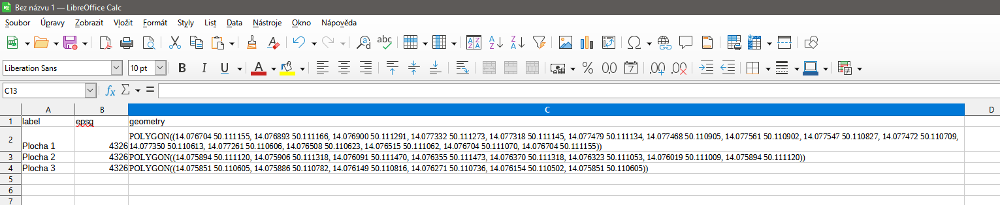 Bez názvu 1 — LibreOffice Calc
Soubor Úpravy Zobrazit Vložit Formát Styly List Data Nástroje Okno Nápověda
Liberation Sans 10 pt B I U A % 0.0 7 .00 .00
C13 fx Σ =
A B C D
1 label epsg geometry
POLYGON((14.076704 50.111155, 14.076893 50.111166, 14.076900 50.111291, 14.077332 50.111273, 14.077318 50.111145, 14.077479 50.111134, 14.077468 50.110905, 14.077561 50.110902, 14.077547 50.110827, 14.077472 50.110709,
2 Plocha 1 4326 14.077350 50.110613, 14.077261 50.110606, 14.076508 50.110623, 14.076515 50.111062, 14.076704 50.111070, 14.076704 50.111155))
3 Plocha 2 4326 POLYGON((14.075894 50.111120, 14.075906 50.111318, 14.076091 50.111470, 14.076355 50.111473, 14.076370 50.111318, 14.076323 50.111053, 14.076019 50.111009, 14.075894 50.111120))
4 Plocha 3 4326 POLYGON((14.075851 50.110605, 14.075886 50.110782, 14.076149 50.110816, 14.076271 50.110736, 14.076154 50.110502, 14.075851 50.110605))
5
6
7